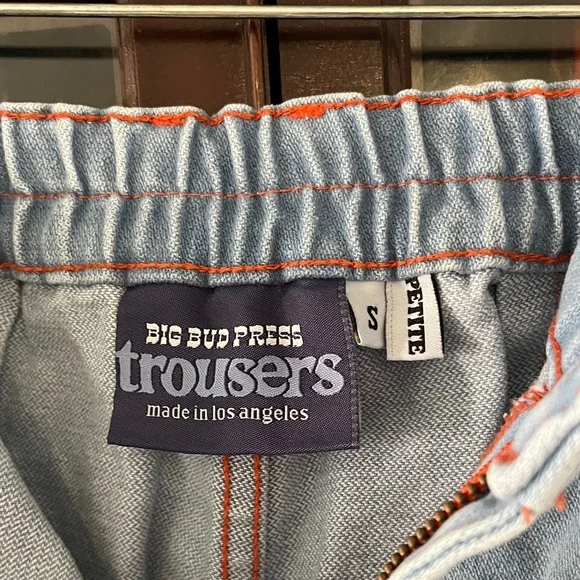 BIG BUD PRESS
trousers
made in los angeles
S
PETITE